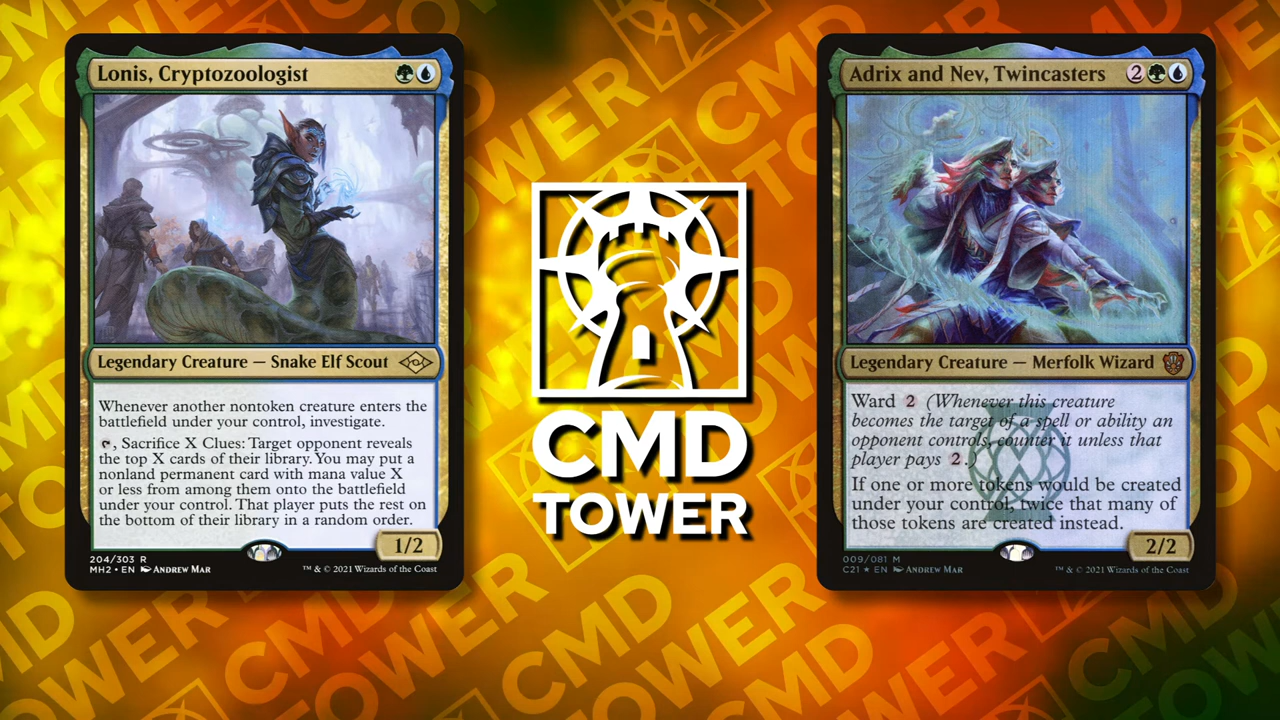 Lonis, Cryptozoologist
Legendary Creature — Snake Elf Scout
Whenever another nontoken creature enters the
battlefield under your control, investigate.
, Sacrifice X Clues: Target opponent reveals
the top X cards of their library. You may put a
nonland permanent card with mana value X
or less from among them onto the battlefield
under your control. That player puts the rest on
the bottom of their library in a random order.
1/2
204/303 R
MH2 • EN Andrew Mar
™ & © 2021 Wizards of the Coast
CMD
TOWER
Adrix and Nev, Twincasters 2
Legendary Creature — Merfolk Wizard
Ward 2 (Whenever this creature
becomes the target of a spell or ability an
opponent controls, counter it unless that
player pays 2.)
If one or more tokens would be created
under your control, twice that many of
those tokens are created instead.
2/2
009/081 M
C21 ★ EN Andrew Mar
™ & © 2021 Wizards of the Coast